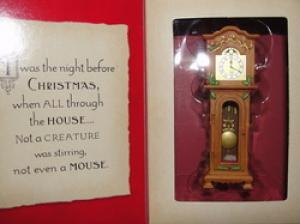 Twas the night before
CHRISTMAS,
when ALL through
the HOUSE....
Not a CREATURE
was stirring,
not even a MOUSE.